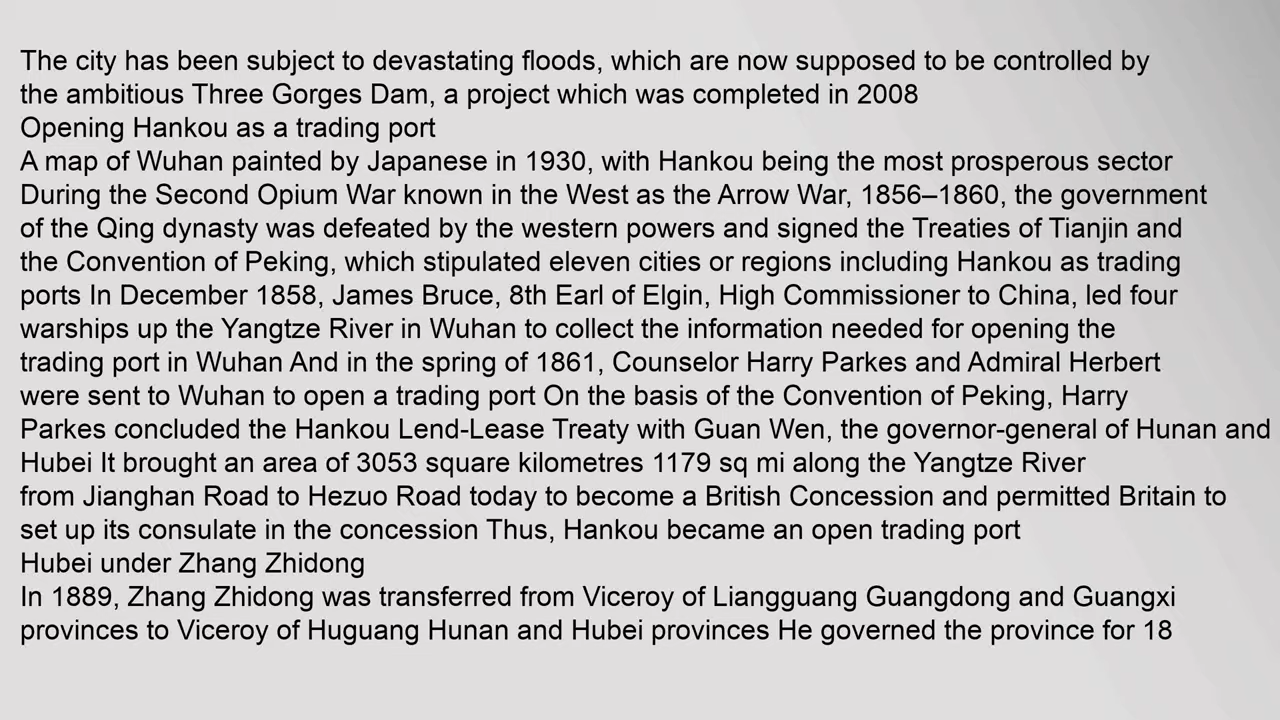 The city has been subject to devastating floods, which are now supposed to be controlled by
the ambitious Three Gorges Dam, a project which was completed in 2008
Opening Hankou as a trading port
A map of Wuhan painted by Japanese in 1930, with Hankou being the most prosperous sector
During the Second Opium War known in the West as the Arrow War, 1856–1860, the government
of the Qing dynasty was defeated by the western powers and signed the Treaties of Tianjin and
the Convention of Peking, which stipulated eleven cities or regions including Hankou as trading
ports In December 1858, James Bruce, 8th Earl of Elgin, High Commissioner to China, led four
warships up the Yangtze River in Wuhan to collect the information needed for opening the
trading port in Wuhan And in the spring of 1861, Counselor Harry Parkes and Admiral Herbert
were sent to Wuhan to open a trading port On the basis of the Convention of Peking, Harry
Parkes concluded the Hankou Lend-Lease Treaty with Guan Wen, the governor-general of Hunan and
Hubei It brought an area of 3053 square kilometres 1179 sq mi along the Yangtze River
from Jianghan Road to Hezuo Road today to become a British Concession and permitted Britain to
set up its consulate in the concession Thus, Hankou became an open trading port
Hubei under Zhang Zhidong
In 1889, Zhang Zhidong was transferred from Viceroy of Liangguang Guangdong and Guangxi
provinces to Viceroy of Huguang Hunan and Hubei provinces He governed the province for 18